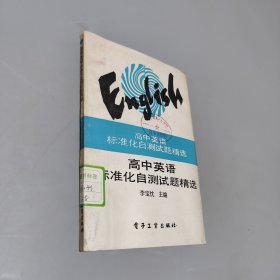 English
高中英语
标准化自测试题精选
高中英语
标准化自测试题精选
李宝忱 主编
电子工业出版社